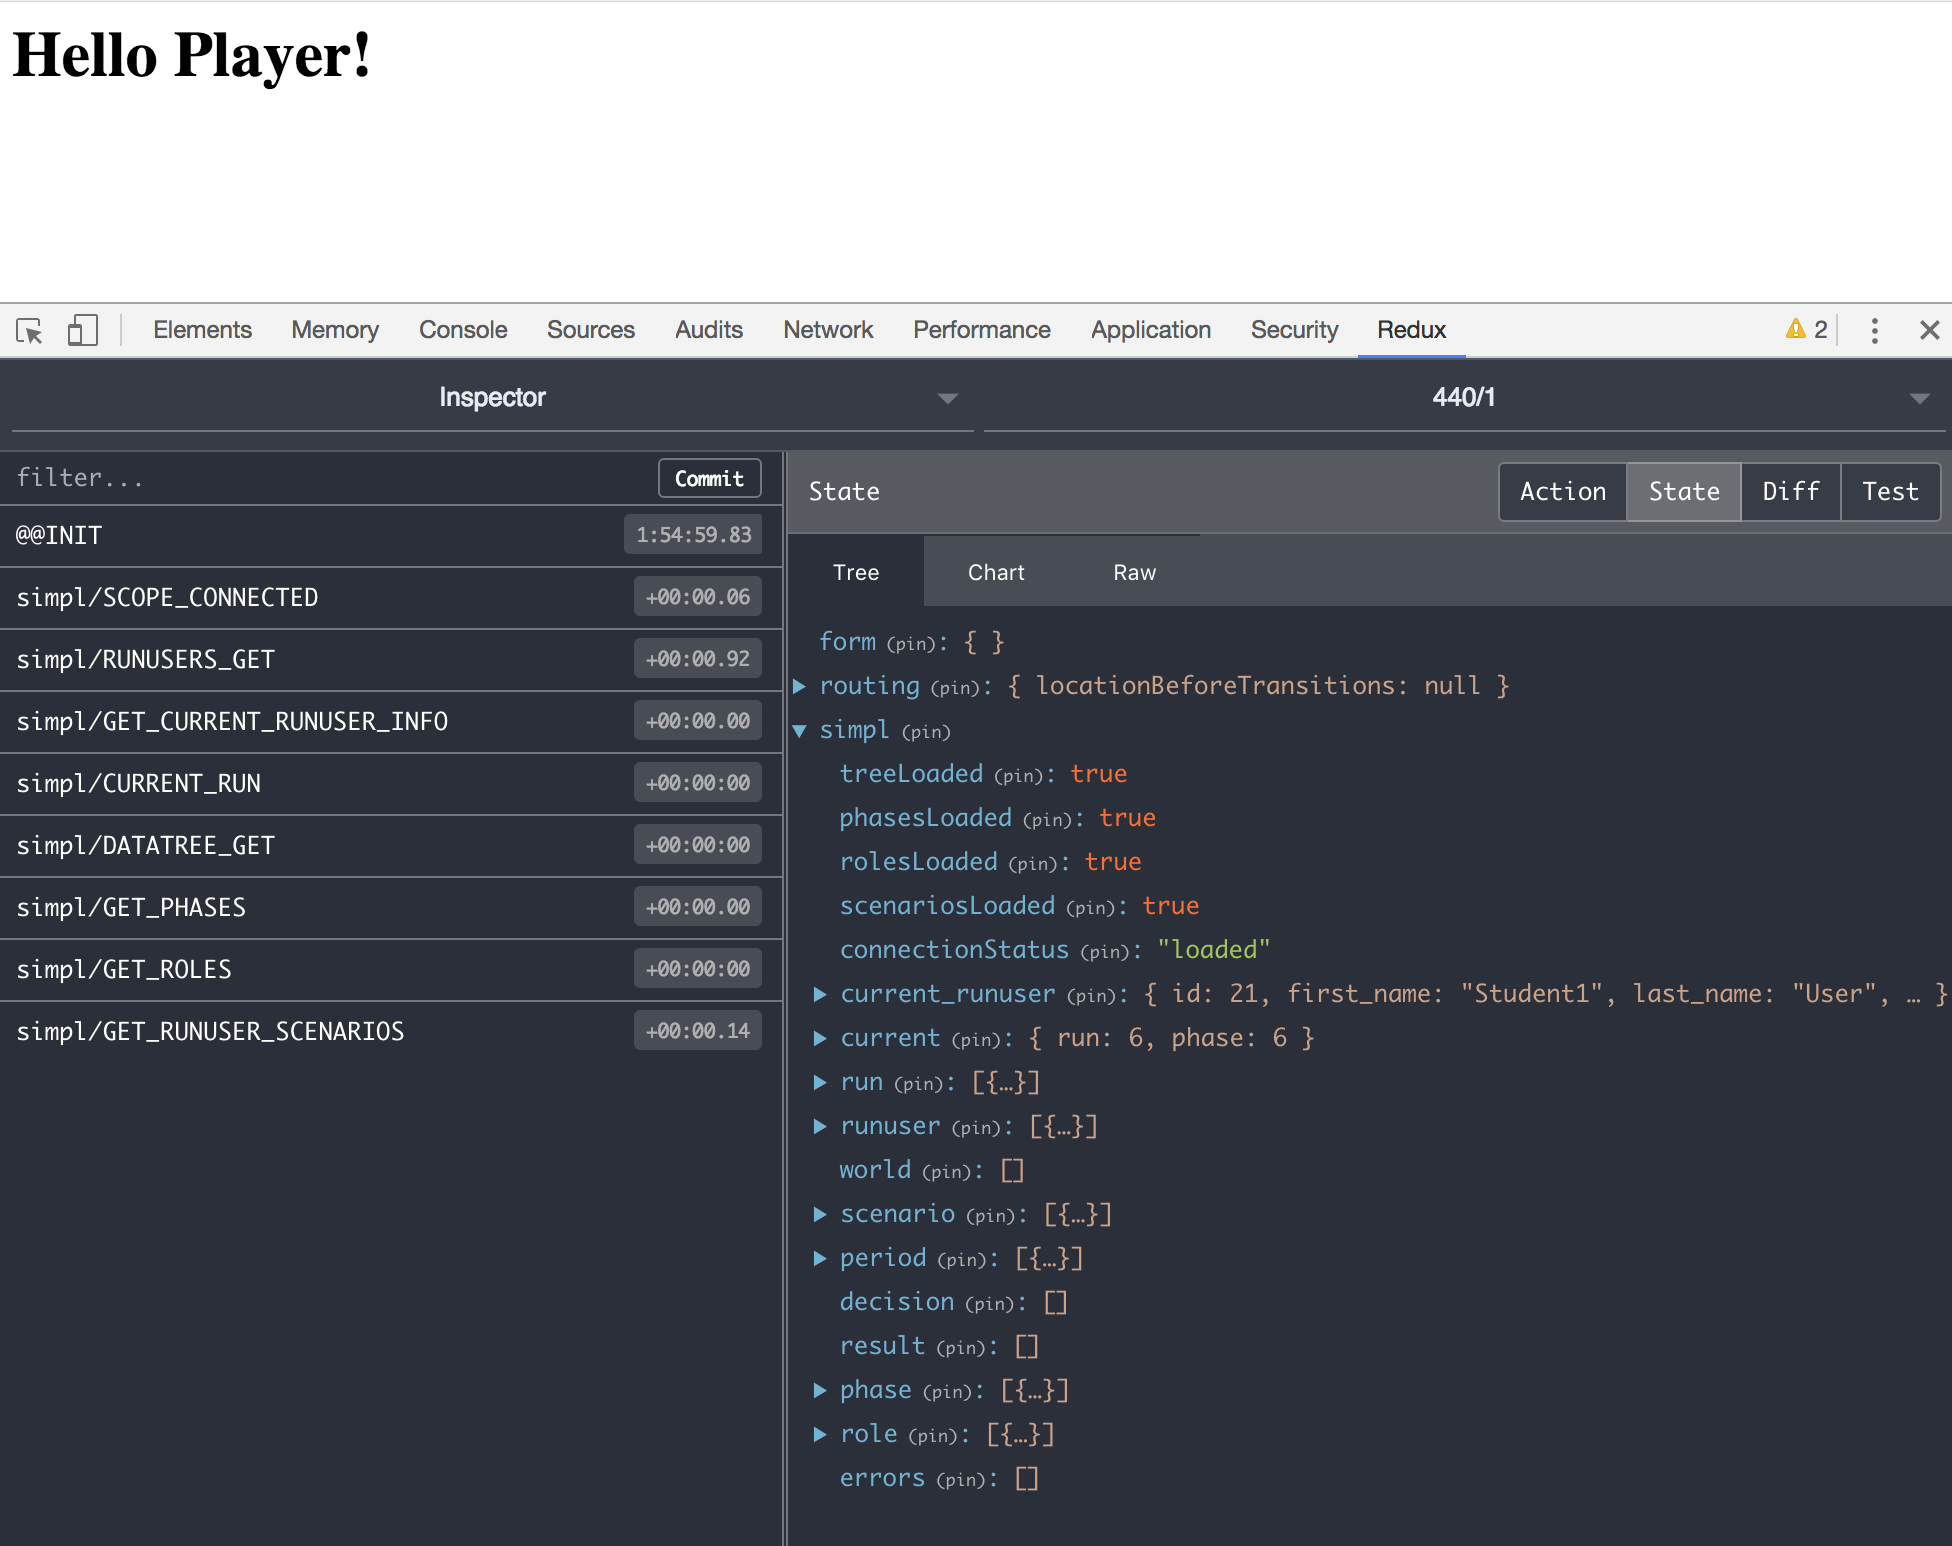 Hello Player!
Elements Memory Console Sources Audits Network Performance Application Security Redux 2
Inspector 440/1
filter... Commit
@@INIT 1:54:59.83
simpl/SCOPE_CONNECTED +00:00.06
simpl/RUNUSERS_GET +00:00.92
simpl/GET_CURRENT_RUNUSER_INFO +00:00.00
simpl/CURRENT_RUN +00:00:00
simpl/DATATREE_GET +00:00:00
simpl/GET_PHASES +00:00.00
simpl/GET_ROLES +00:00:00
simpl/GET_RUNUSER_SCENARIOS +00:00.14
State Action State Diff Test
Tree Chart Raw
form (pin): { }
routing (pin): { locationBeforeTransitions: null }
simpl (pin)
treeLoaded (pin): true
phasesLoaded (pin): true
rolesLoaded (pin): true
scenariosLoaded (pin): true
connectionStatus (pin): "loaded"
current_runuser (pin): { id: 21, first_name: "Student1", last_name: "User", … }
current (pin): { run: 6, phase: 6 }
run (pin): [{…}]
runuser (pin): [{…}]
world (pin): []
scenario (pin): [{…}]
period (pin): [{…}]
decision (pin): []
result (pin): []
phase (pin): [{…}]
role (pin): [{…}]
errors (pin): []